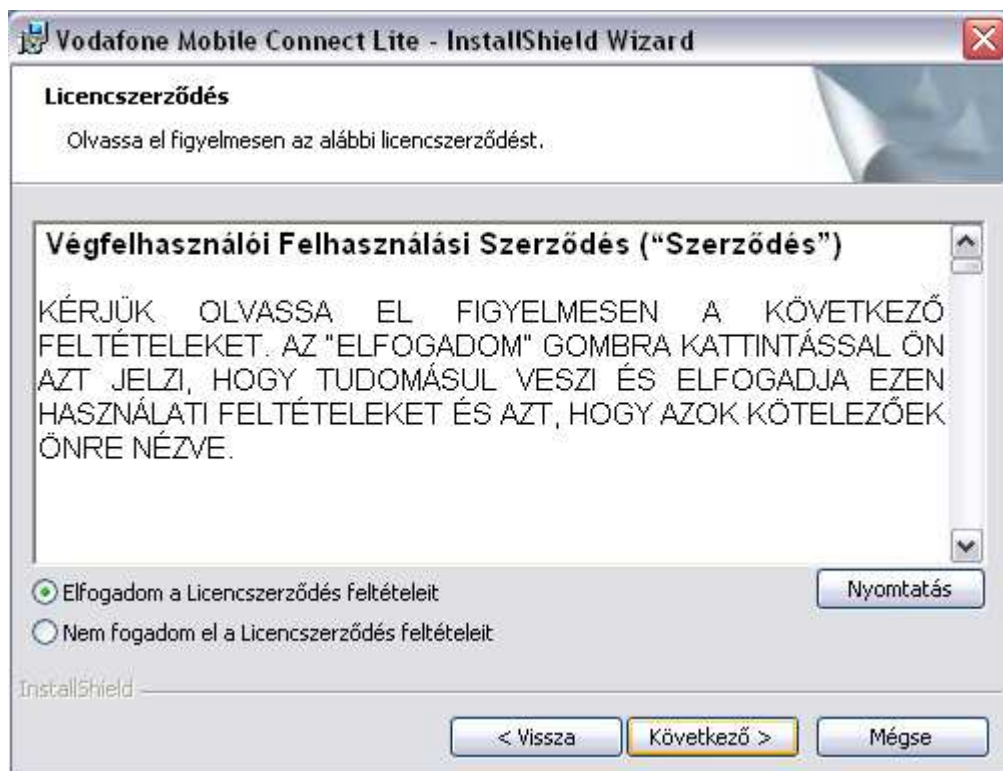 Vodafone Mobile Connect Lite - InstallShield Wizard
Licencszerződés
Olvassa el figyelmesen az alábbi licencszerződést.
Végfelhasználói Felhasználási Szerződés (“Szerződés”)
KÉRJÜK OLVASSA EL FIGYELMESEN A KÖVETKEZŐ
FELTÉTELEKET. AZ "ELFOGADOM" GOMBRA KATTINTÁSSAL ÖN
AZT JELZI, HOGY TUDOMÁSUL VESZI ÉS ELFOGADJA EZEN
HASZNÁLATI FELTÉTELEKET ÉS AZT, HOGY AZOK KÖTELEZŐEK
ÖNRE NÉZVE.
Elfogadom a Licencszerződés feltételeit
Nyomtatás
Nem fogadom el a Licencszerződés feltételeit
InstallShield
< Vissza
Következő >
Mégse